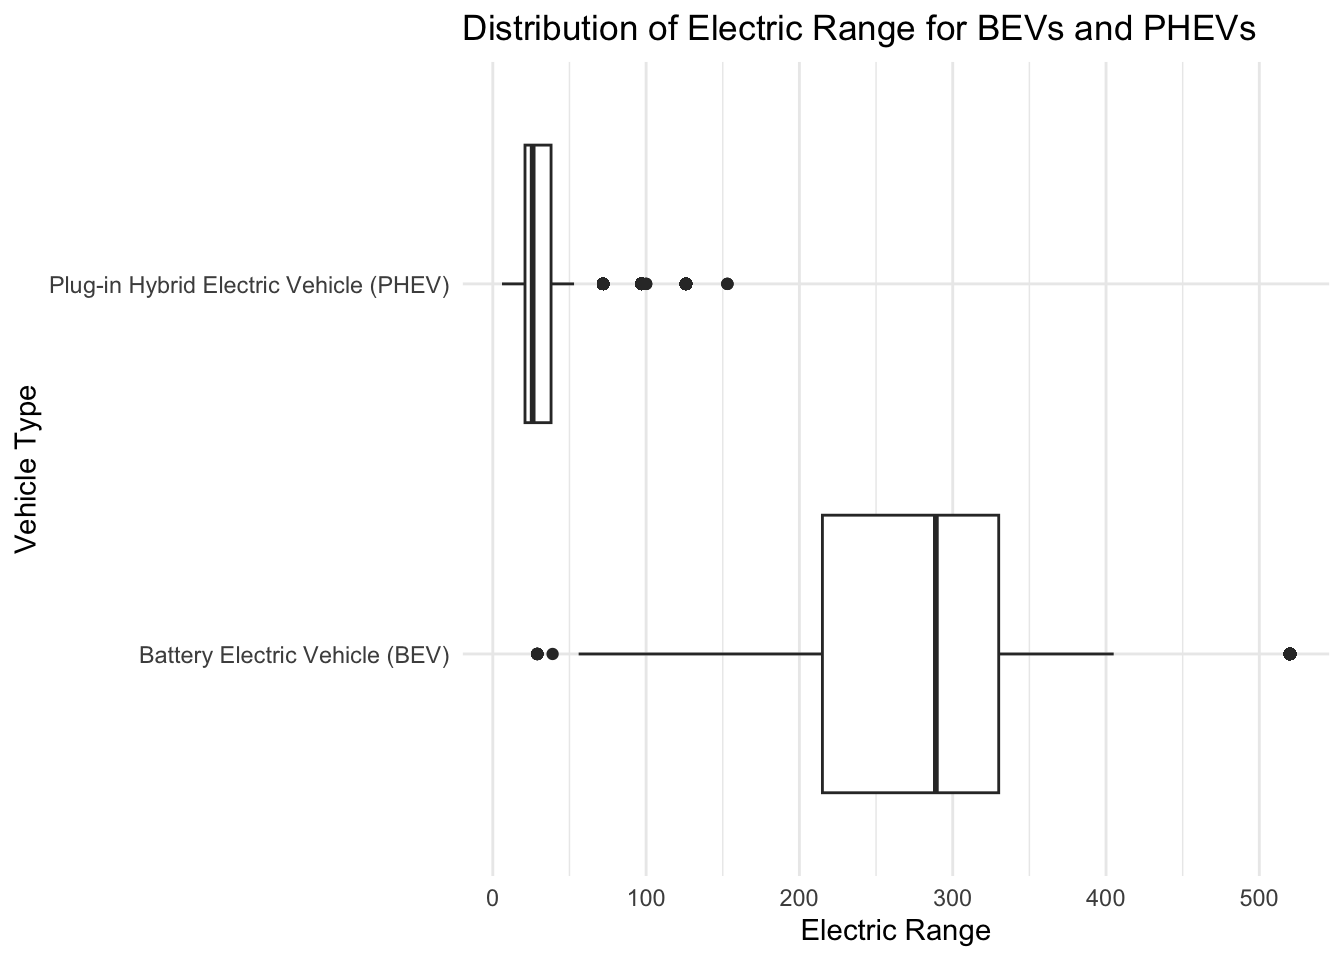 Distribution of Electric Range for BEVs and PHEVs
Vehicle Type
Plug-in Hybrid Electric Vehicle (PHEV)
Battery Electric Vehicle (BEV)
0 100 200 300 400 500
Electric Range